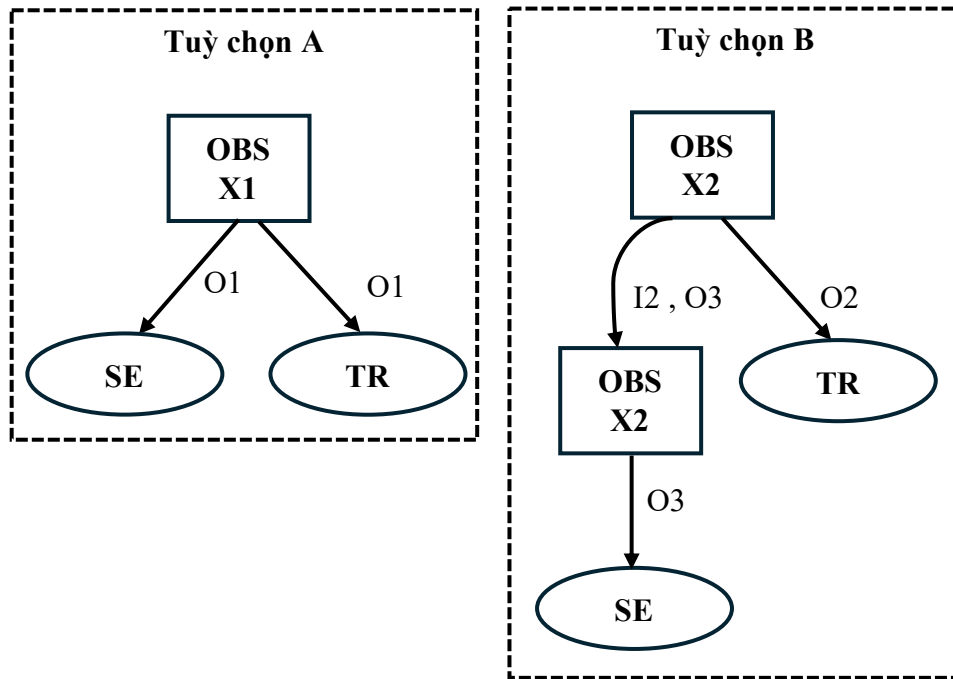 Tuỳ chọn A
OBS
X1
O1
O1
SE
TR
Tuỳ chọn B
OBS
X2
I2 , O3
O2
OBS
X2
TR
O3
SE